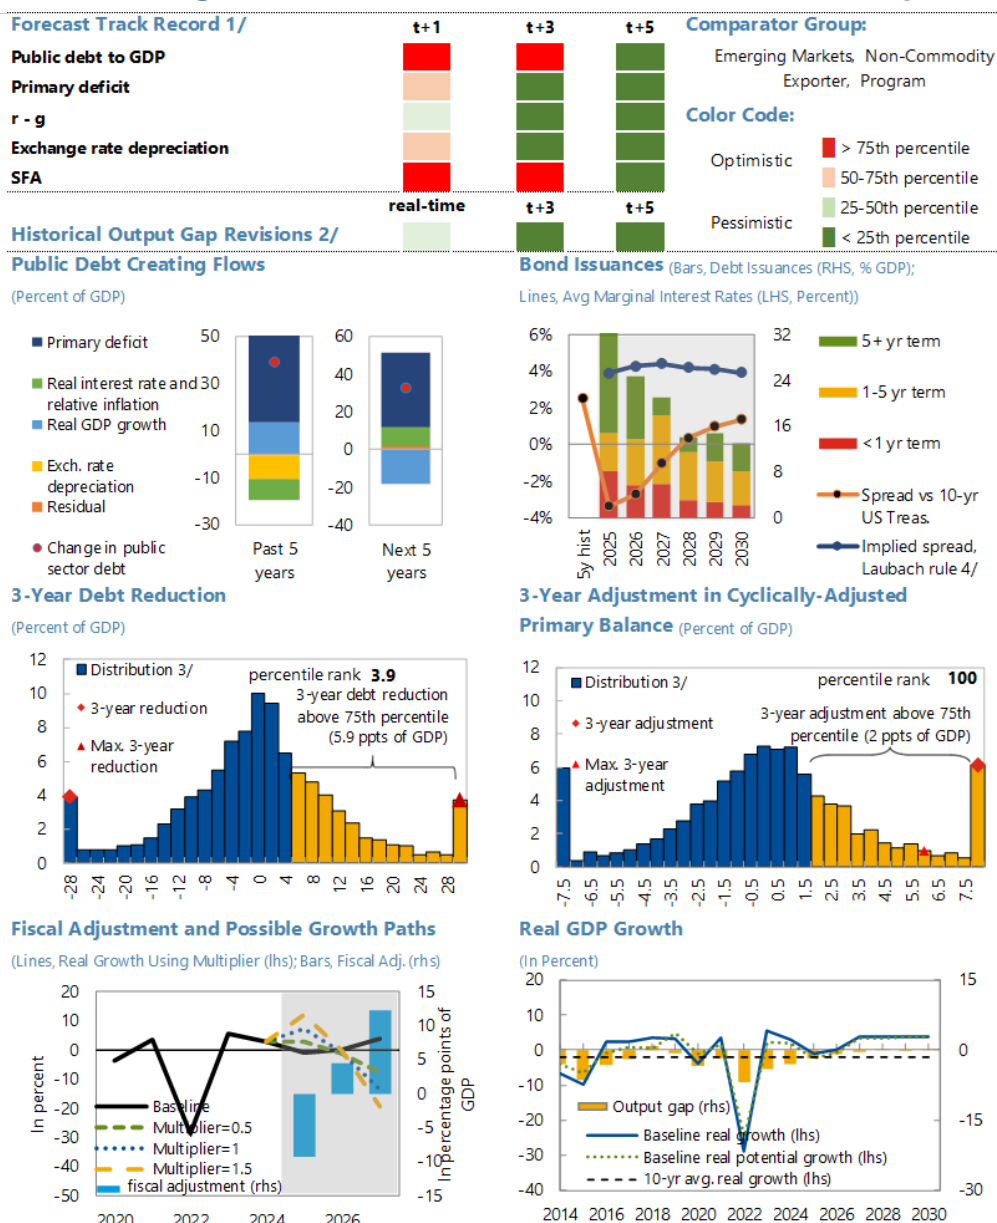 Forecast Track Record 1/
t+1
t+3
t+5
Comparator Group:
Public debt to GDP
Emerging Markets, Non-Commodity
Exporter, Program
Primary deficit
r - g
Exchange rate depreciation
SFA
Color Code:
Optimistic
> 75th percentile
50-75th percentile
Pessimistic
25-50th percentile
< 25th percentile
real-time
t+3
t+5
Historical Output Gap Revisions 2/
Public Debt Creating Flows
(Percent of GDP)
Primary deficit
Real interest rate and
relative inflation
Real GDP growth
Exch. rate
depreciation
Residual
Change in public
sector debt
50
30
10
-10
-30
Past 5
years
60
40
20
0
-20
-40
Next 5
years
Bond Issuances (Bars, Debt Issuances (RHS, % GDP);
Lines, Avg Marginal Interest Rates (LHS, Percent))
6%
4%
2%
0%
-2%
-4%
32
24
16
8
0
5y hist
2025
2026
2027
2028
2029
2030
5+ yr term
1-5 yr term
<1 yr term
Spread vs 10-yr
US Treas.
Implied spread,
Laubach rule 4/
3-Year Debt Reduction
(Percent of GDP)
12
10
8
6
4
2
0
Distribution 3/
3-year reduction
Max. 3-year
reduction
percentile rank 3.9
3-year debt reduction
above 75th percentile
(5.9 ppts of GDP)
-28
-24
-20
-16
-12
-8
-4
0
4
8
12
16
20
24
28
3-Year Adjustment in Cyclically-Adjusted
Primary Balance (Percent of GDP)
12
10
8
6
4
2
0
Distribution 3/
3-year adjustment
Max. 3-year
adjustment
percentile rank 100
3-year adjustment above 75th
percentile (2 ppts of GDP)
-7.5
-6.5
-5.5
-4.5
-3.5
-2.5
-1.5
-0.5
0.5
1.5
2.5
3.5
4.5
5.5
6.5
7.5
Fiscal Adjustment and Possible Growth Paths
(Lines, Real Growth Using Multiplier (lhs); Bars, Fiscal Adj. (rhs)
In percent
20
10
0
-10
-20
-30
-40
-50
Baseline
Multiplier=0.5
Multiplier=1
Multiplier=1.5
fiscal adjustment (rhs)
15
10
5
0
-5
-10
-15
In percentage points of
GDP
2020
2022
2024
2026
Real GDP Growth
(In Percent)
20
10
0
-10
-20
-30
-40
Output gap (rhs)
Baseline real growth (lhs)
Baseline real potential growth (lhs)
10-yr avg. real growth (lhs)
15
0
-15
-30
2014
2016
2018
2020
2022
2024
2026
2028
2030